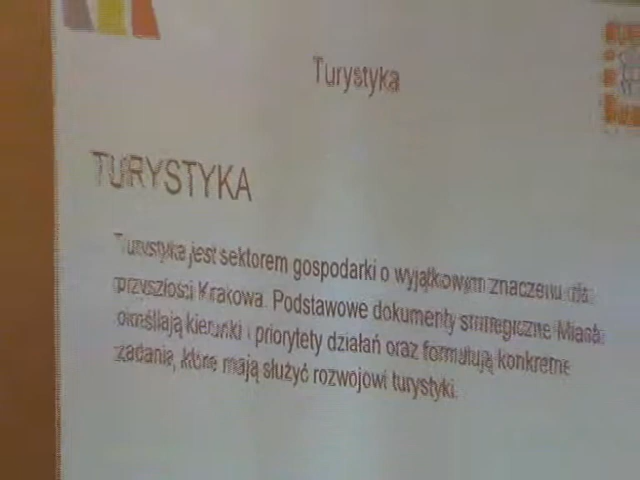 Turystyka
TURYSTYKA
Turystyka jest sektorem gospodarki o wyjątkowym znaczeniu dla
przyszłości Krakowa. Podstawowe dokumenty strategiczne Miasta
określają kierunki i priorytety działań oraz formułują konkretne
zadania, które mają służyć rozwojowi turystyki.